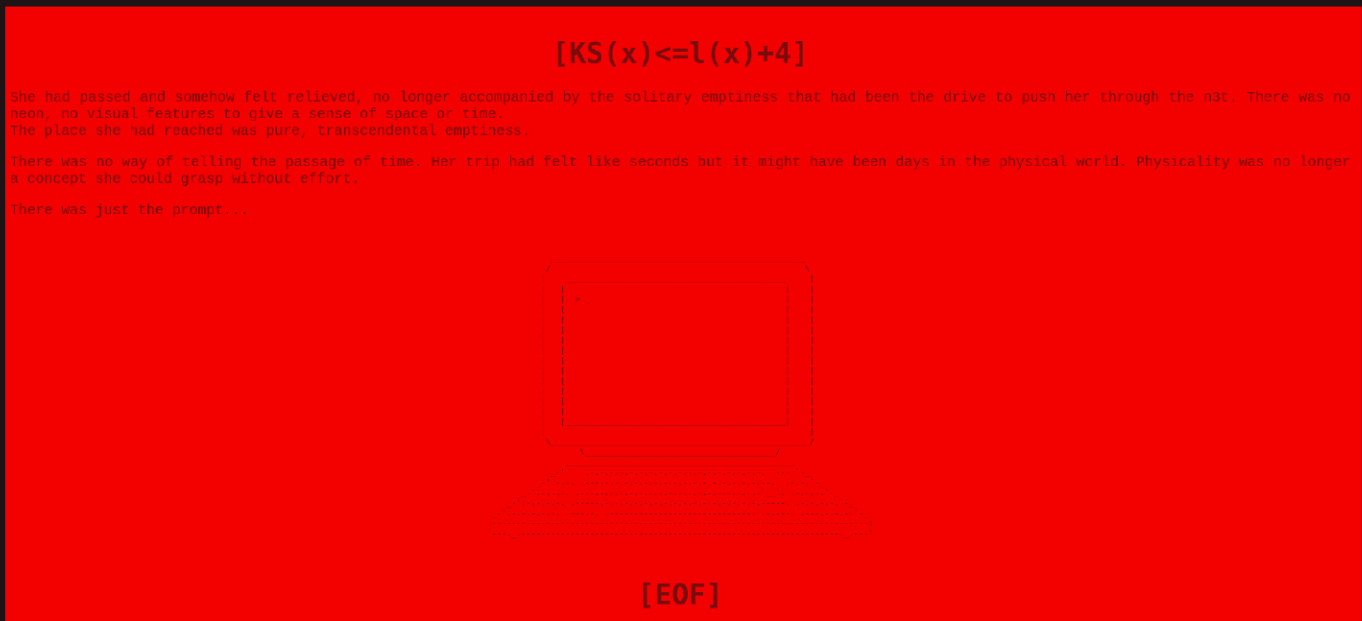 [KS(x)<=l(x)+4]
She had passed and somehow felt relieved, no longer accompanied by the solitary emptiness that had been the drive to push her through the n3t. There was no
neon, no visual features to give a sense of space or time.
The place she had reached was pure, transcendental emptiness.
There was no way of telling the passage of time. Her trip had felt like seconds but it might have been days in the physical world. Physicality was no longer
a concept she could grasp without effort.
There was just the prompt...
[EOF]